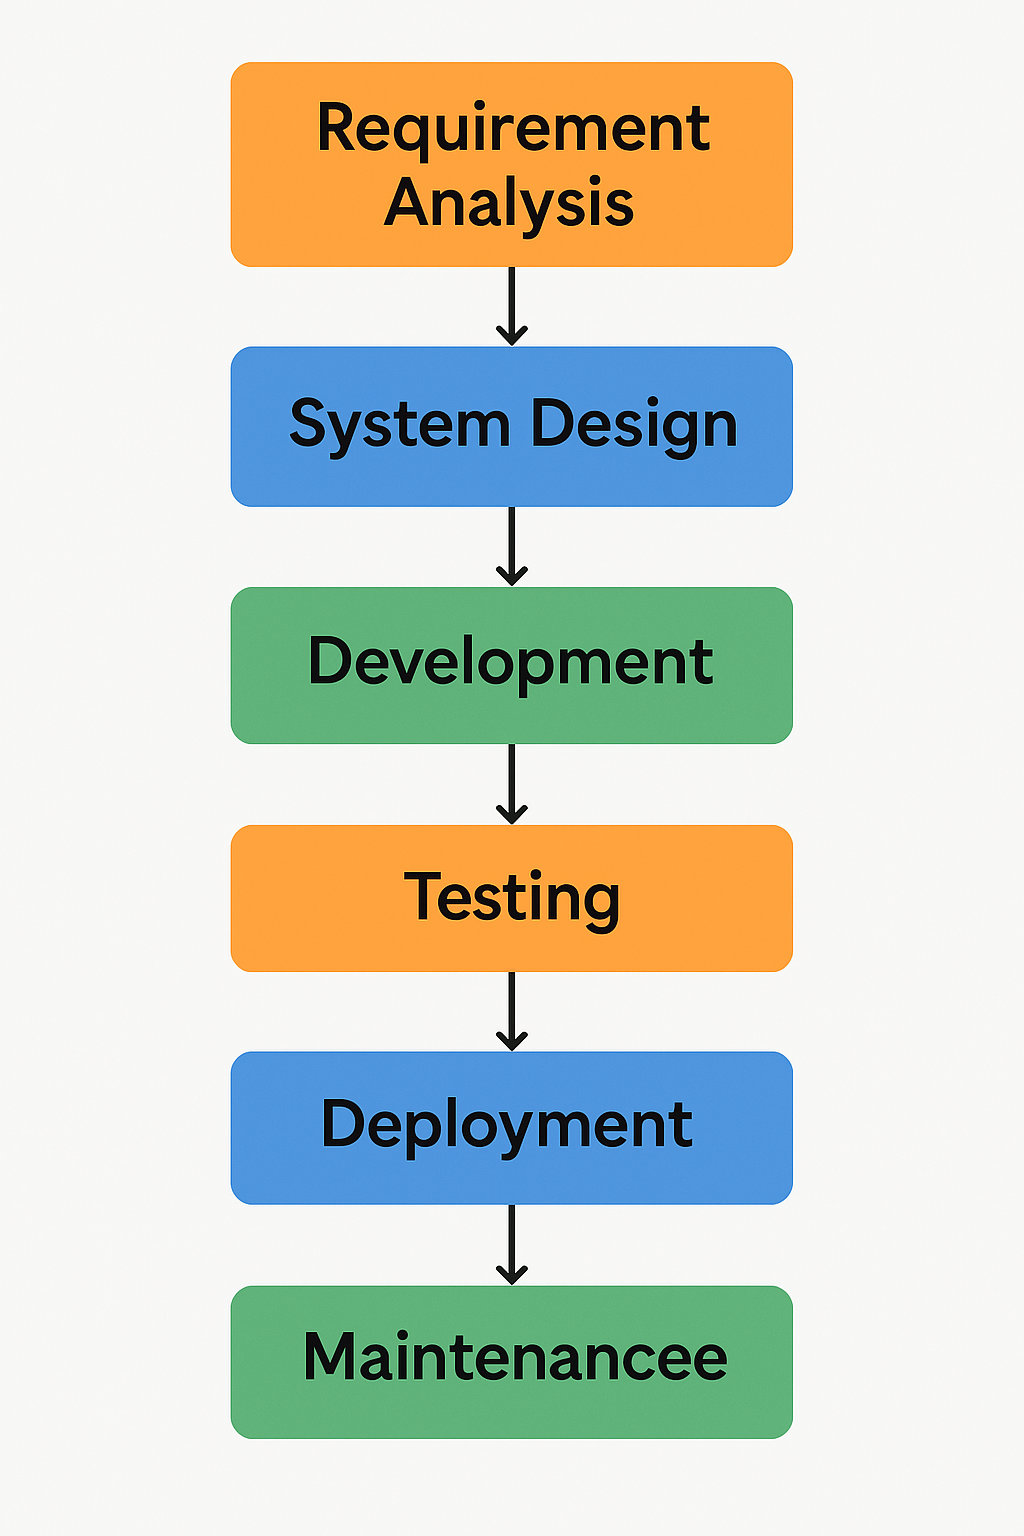 Requirement
Analysis
System Design
Development
Testing
Deployment
Maintenancee